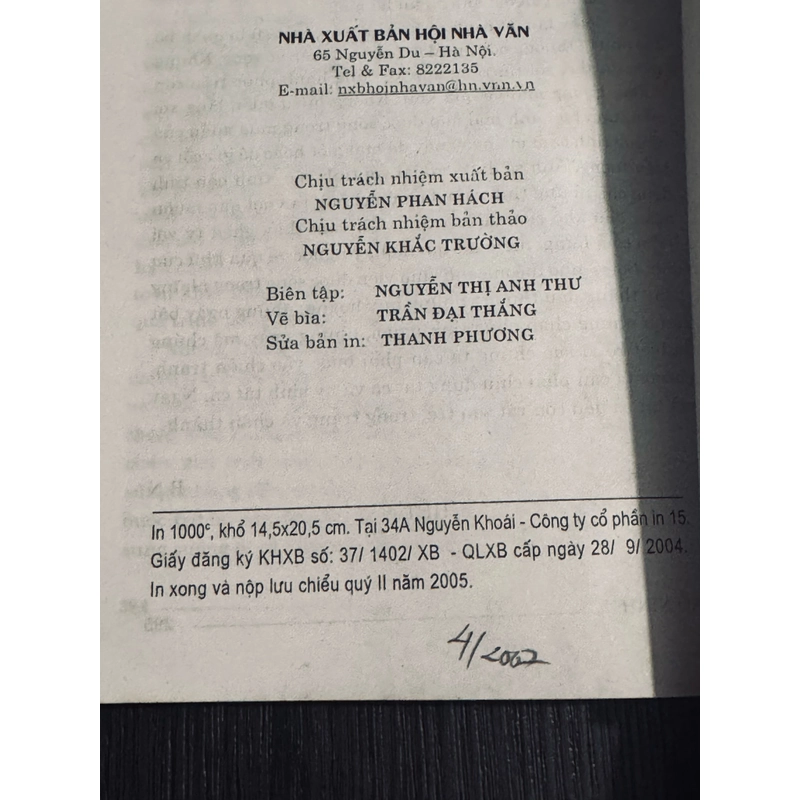 NHÀ XUẤT BẢN HỘI NHÀ VĂN
65 Nguyễn Du – Hà Nội.
Tel & Fax: 8222135
E-mail: nxbhoinhavan@hn.vnn.vn
Chịu trách nhiệm xuất bản
NGUYỄN PHAN HÁCH
Chịu trách nhiệm bản thảo
NGUYỄN KHẮC TRƯỜNG
Biên tập: NGUYỄN THỊ ANH THƯ
Vẽ bìa: TRẦN ĐẠI THẮNG
Sửa bản in: THANH PHƯƠNG
In 1000ᶜ, khổ 14,5x20,5 cm. Tại 34A Nguyễn Khoái - Công ty cổ phần in 15.
Giấy đăng ký KHXB số: 37/ 1402/ XB - QLXB cấp ngày 28/ 9/ 2004.
In xong và nộp lưu chiểu quý II năm 2005.